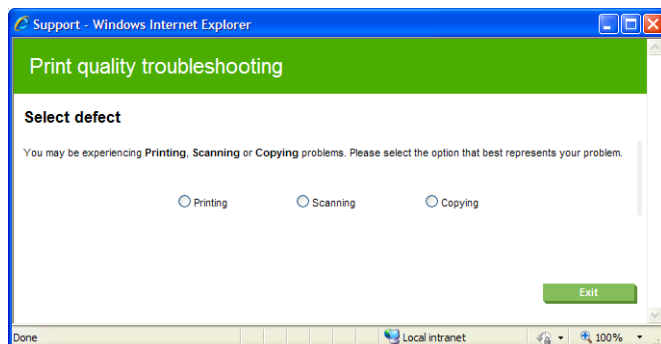 Support - Windows Internet Explorer
Print quality troubleshooting
Select defect
You may be experiencing Printing, Scanning or Copying problems. Please select the option that best represents your problem.
Printing Scanning Copying
Exit
Done Local intranet 100%